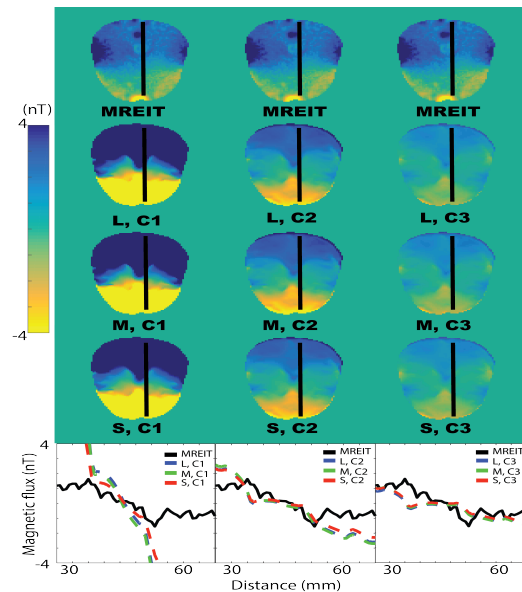 (nT)
4
-4
MREIT MREIT MREIT
L, C1 L, C2 L, C3
M, C1 M, C2 M, C3
S, C1 S, C2 S, C3
4
-4
Magnetic flux (nT)
MREIT
L, C1
M, C1
S, C1
MREIT
L, C2
M, C2
S, C2
MREIT
L, C3
M, C3
S, C3
30 60 30 60 30 60
Distance (mm)